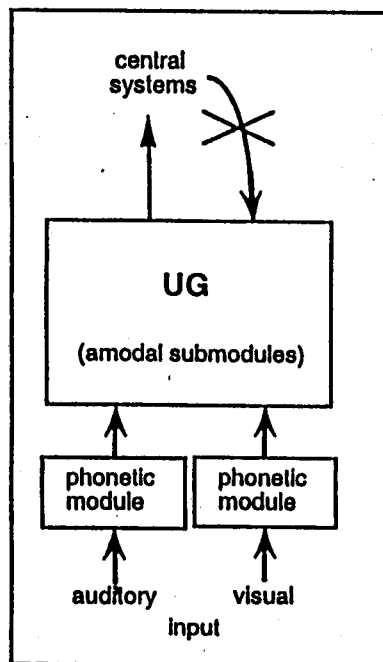 central
systems
UG
(amodal submodules)
phonetic
module
phonetic
module
auditory
visual
input